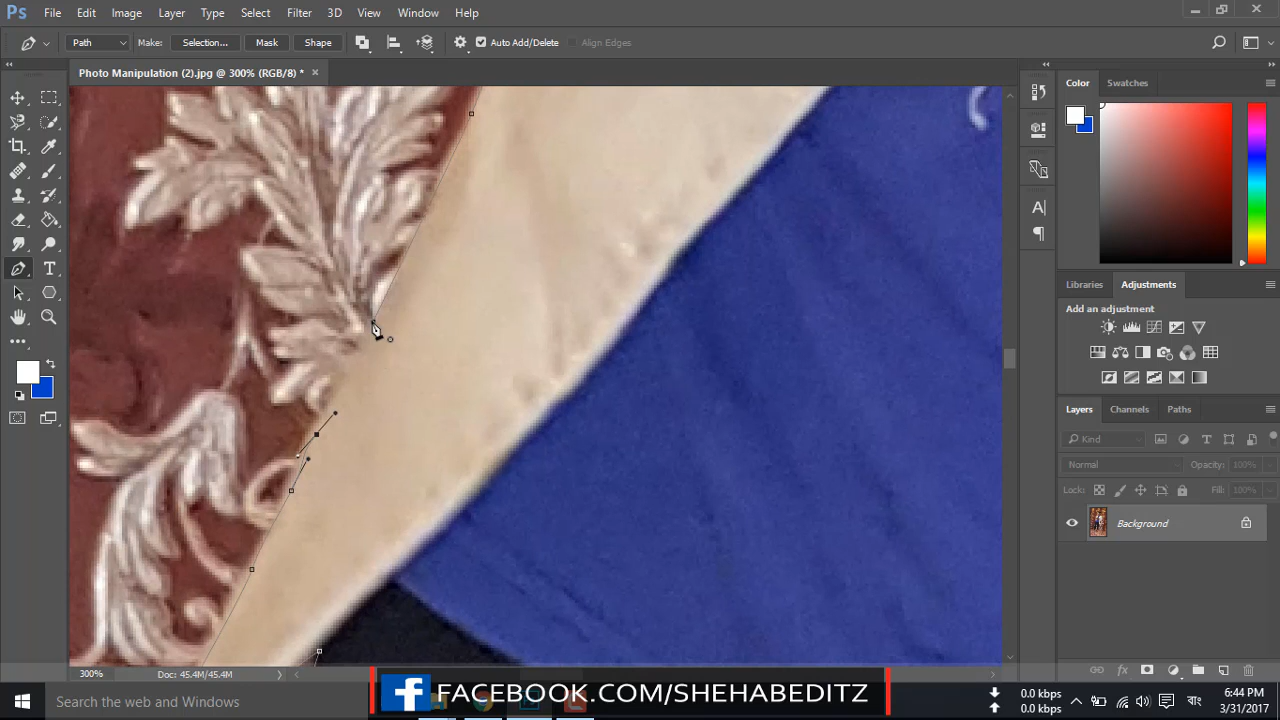 Ps File Edit Image Layer Type Select Filter 3D View Window Help
Path Make: Selection... Mask Shape Auto Add/Delete Align Edges
Photo Manipulation (2).jpg @ 300% (RGB/8) * ×
Color Swatches
Libraries Adjustments
Add an adjustment
Layers Channels Paths
Kind
Normal Opacity: 100%
Lock: Fill: 100%
Background
300% Doc: 45.4M/45.4M
Search the web and Windows
FACEBOOK.COM/SHEHABEDITZ
0.0 kbps
0.0 kbps
6:44 PM
3/31/2017